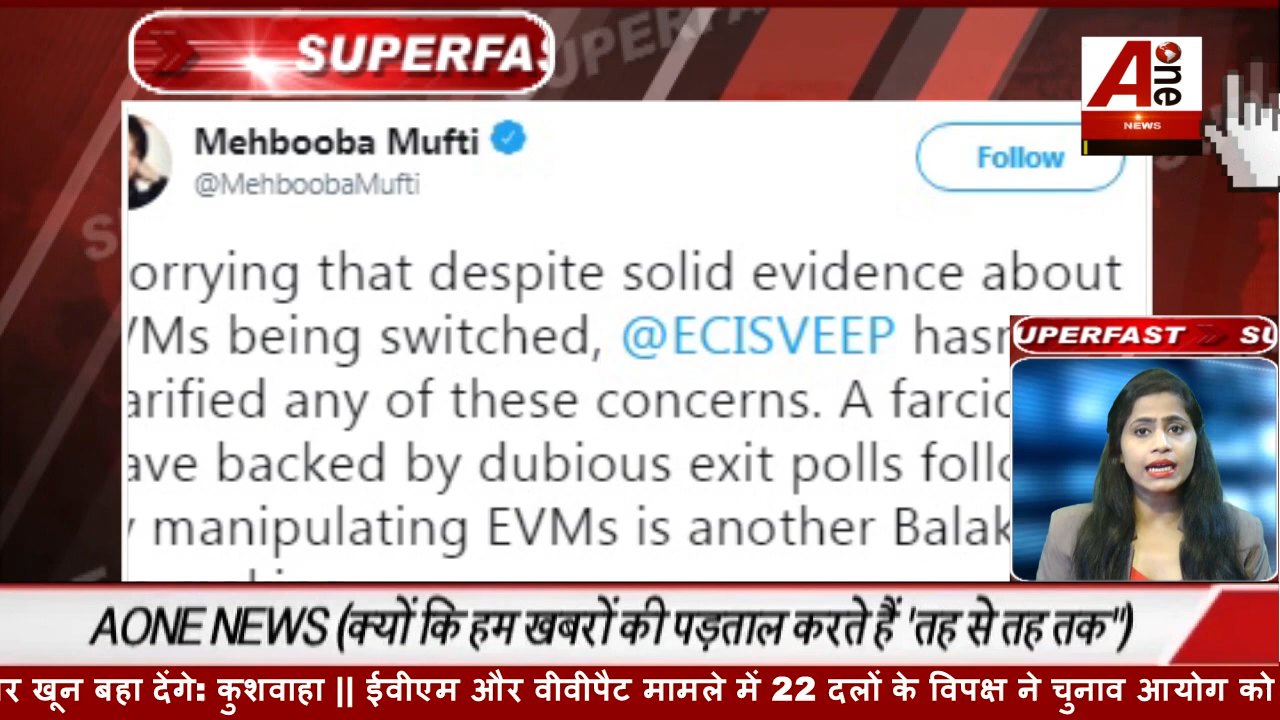 SUPERFAS
Aone
NEWS
Mehbooba Mufti
Follow
@MehboobaMufti
orrying that despite solid evidence about
VMs being switched, @ECISVEEP hasn
arified any of these concerns. A farcic
ave backed by dubious exit polls follo
y manipulating EVMs is another Balak
UPERFAST SU
AONE NEWS (क्यों कि हम खबरों की पड़ताल करते हैं 'तह से तह तक")
र खून बहा देंगे: कुशवाहा || ईवीएम और वीवीपैट मामले में 22 दलों के विपक्ष ने चुनाव आयोग को